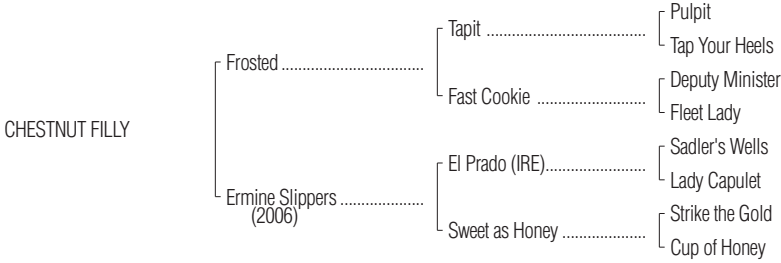 Pulpit
Tapit ....................................
Tap Your Heels
Frosted ................................
Deputy Minister
Fast Cookie ........................
Fleet Lady
CHESTNUT FILLY
Sadler's Wells
El Prado (IRE)......................
Lady Capulet
Ermine Slippers ..................
(2006)
Strike the Gold
Sweet as Honey ..................
Cup of Honey